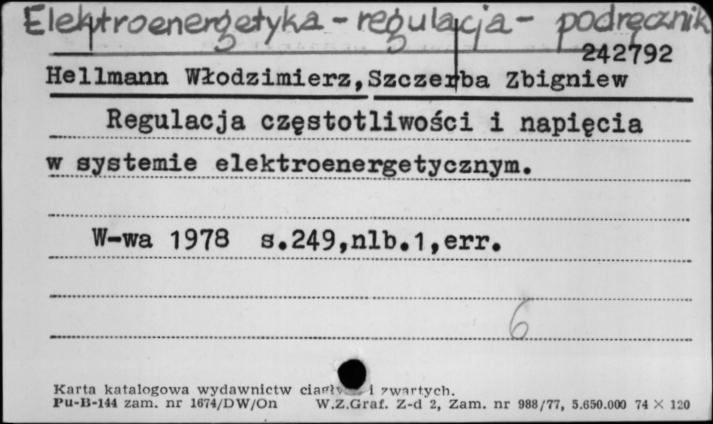 Elektroenergetyka - regulacja - podręcznik
242792
Hellmann Włodzimierz, Szczerba Zbigniew
Regulacja częstotliwości i napięcia
w systemie elektroenergetycznym.
W-wa 1978 s.249,nlb.1,err.
6
Karta katalogowa wydawnictw i zwartych.
Pu-B-144 zam. nr 1674/DW/On W.Z.Graf. Z-d 2, Zam. nr 988/77, 5.650.000 74 × 120